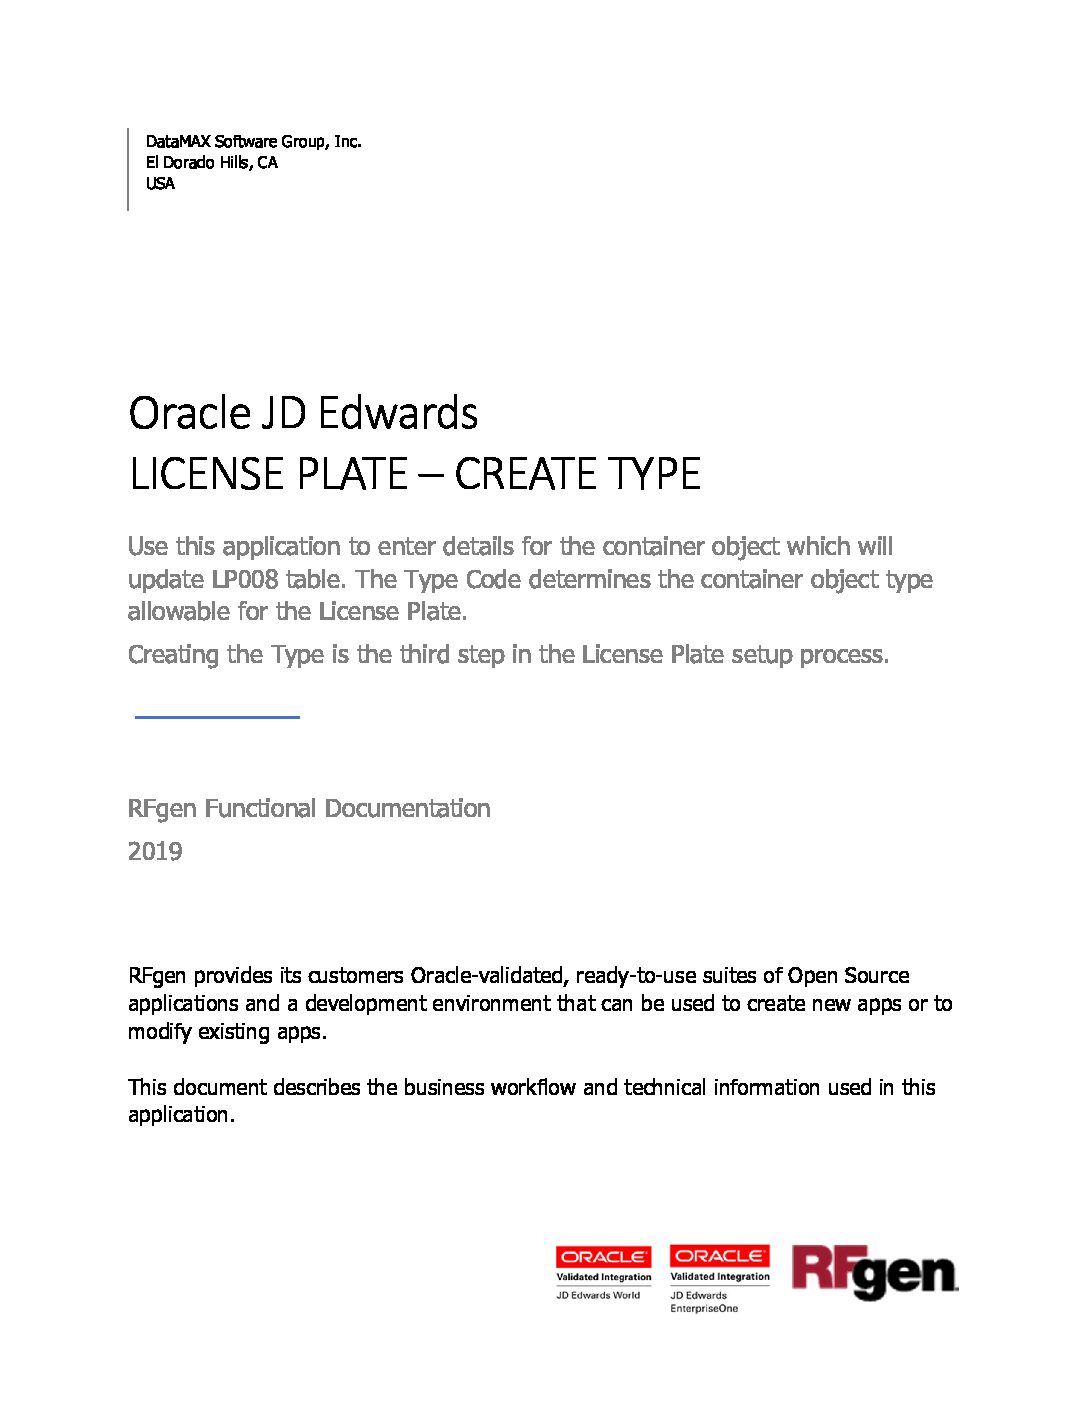 DataMAX Software Group, Inc.
El Dorado Hills, CA
USA
Oracle JD Edwards
LICENSE PLATE – CREATE TYPE
Use this application to enter details for the container object which will
update LP008 table. The Type Code determines the container object type
allowable for the License Plate.
Creating the Type is the third step in the License Plate setup process.
RFgen Functional Documentation
2019
RFgen provides its customers Oracle-validated, ready-to-use suites of Open Source
applications and a development environment that can be used to create new apps or to
modify existing apps.
This document describes the business workflow and technical information used in this
application.
ORACLE
Validated Integration
JD Edwards World
ORACLE
Validated Integration
JD Edwards
EnterpriseOne
RFgen